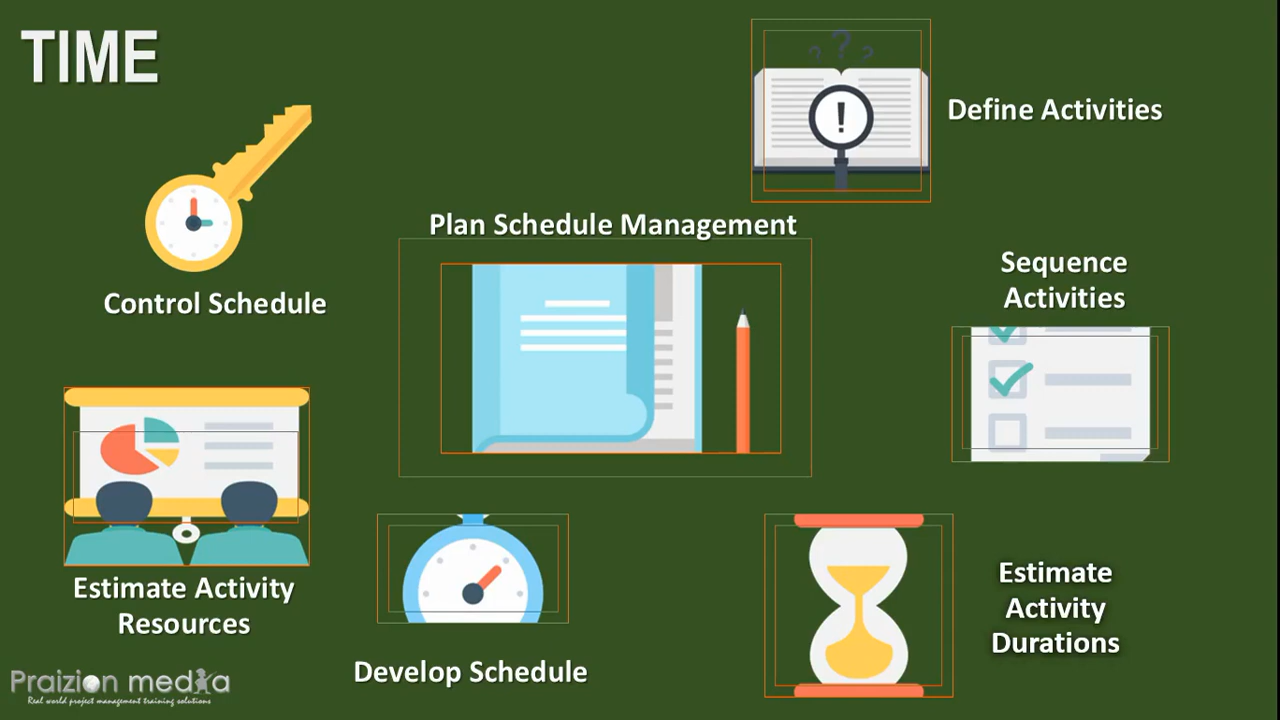 TIME
Define Activities
Plan Schedule Management
Sequence
Activities
Control Schedule
Estimate Activity
Resources
Estimate
Activity
Durations
Develop Schedule
Praizion media
Real world project management training solutions